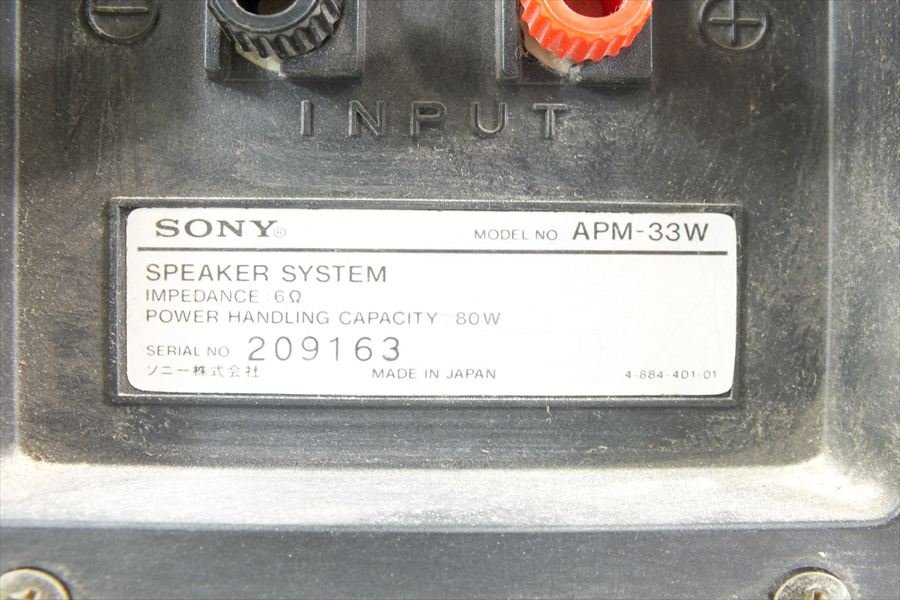 − +
INPUT
SONY® MODEL NO APM-33W
SPEAKER SYSTEM
IMPEDANCE : 6Ω
POWER HANDLING CAPACITY : 80W
SERIAL NO 209163
ソニー株式会社 MADE IN JAPAN 4-884-401-01